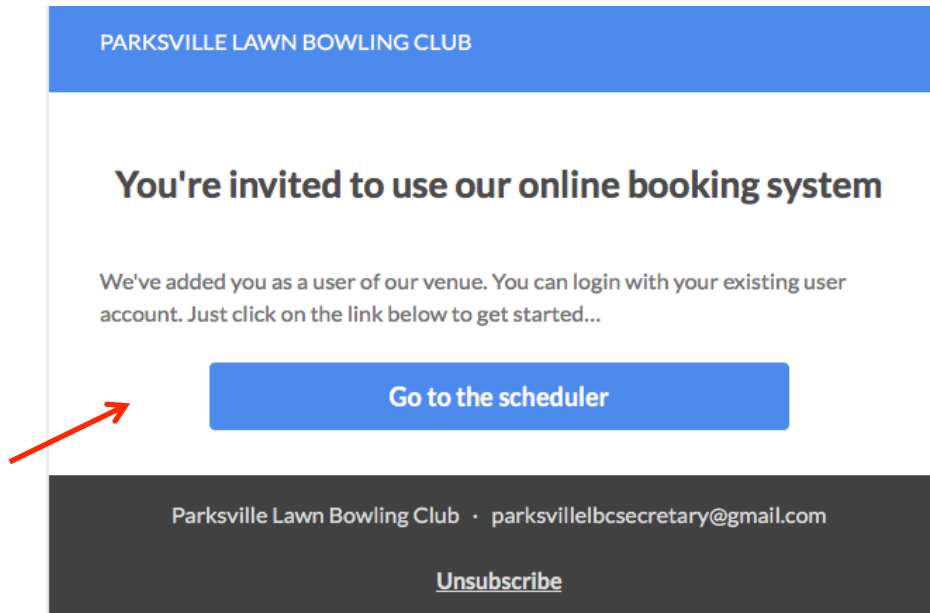 PARKSVILLE LAWN BOWLING CLUB
You're invited to use our online booking system
We've added you as a user of our venue. You can login with your existing user
account. Just click on the link below to get started...
Go to the scheduler
Parksville Lawn Bowling Club · parksvillelbcsecretary@gmail.com
Unsubscribe